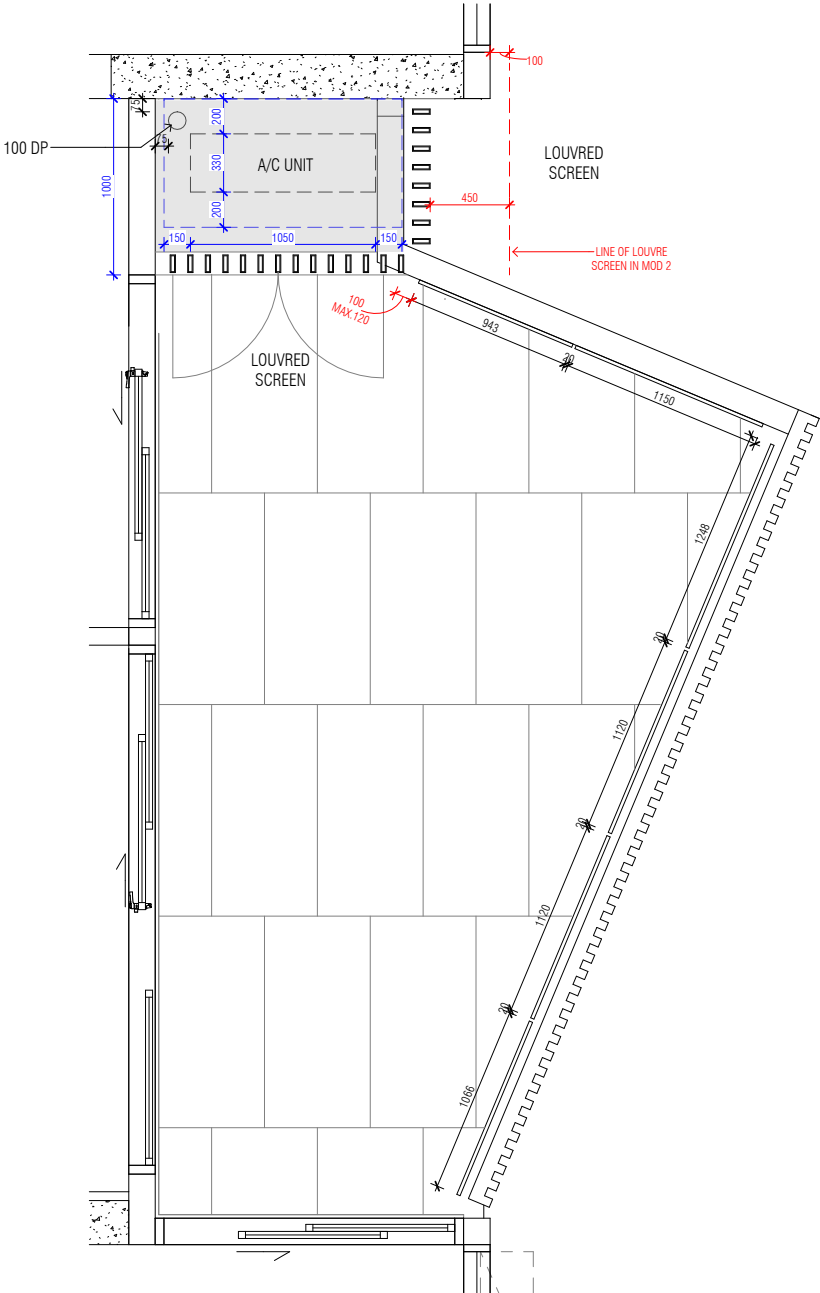 100
75
100 DP
75
200
A/C UNIT
330
1000
200
150
1050
150
LOUVRED
SCREEN
450
LINE OF LOUVRE
SCREEN IN MOD 2
100
MAX.120
943
20
1150
LOUVRED
SCREEN
1248
20
1120
20
1120
20
1066